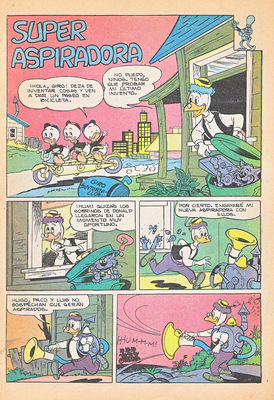 SUPER
ASPIRADORA
¡HOLA, GIRO! DEJA DE
INVENTAR COSAS Y VEN
A DAR UN PASEO EN
BICICLETA.
NO PUEDO,
NIÑOS. TENGO
QUE PROBAR
MI ÚLTIMO
INVENTO.
GIRO
¡HUM! QUIZÁS LOS
SOBRINOS DE DONALD
LLEGARON EN UN
MOMENTO MUY
OPORTUNO.
?
POR CIERTO. ENSAYARÉ MI
NUEVA ASPIRADORA CON
ELLOS.
HUGO, PACO Y LUIS NO
SOSPECHAN QUE SERÁN
ASPIRADOS.
¡HUM-M-M!